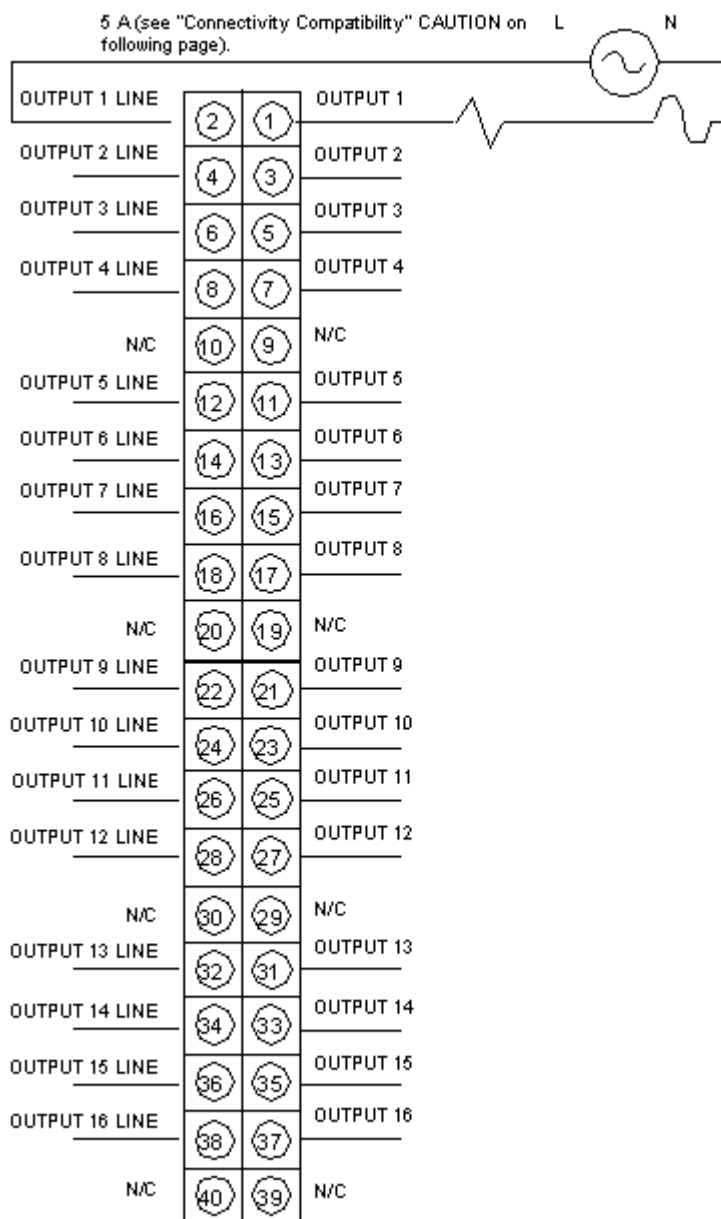 5 A (see "Connectivity Compatibility" CAUTION on
following page).
L N
OUTPUT 1 LINE 2 1 OUTPUT 1
OUTPUT 2 LINE 4 3 OUTPUT 2
OUTPUT 3 LINE 6 5 OUTPUT 3
OUTPUT 4 LINE 8 7 OUTPUT 4
N/C 10 9 N/C
OUTPUT 5 LINE 12 11 OUTPUT 5
OUTPUT 6 LINE 14 13 OUTPUT 6
OUTPUT 7 LINE 16 15 OUTPUT 7
OUTPUT 8 LINE 18 17 OUTPUT 8
N/C 20 19 N/C
OUTPUT 9 LINE 22 21 OUTPUT 9
OUTPUT 10 LINE 24 23 OUTPUT 10
OUTPUT 11 LINE 26 25 OUTPUT 11
OUTPUT 12 LINE 28 27 OUTPUT 12
N/C 30 29 N/C
OUTPUT 13 LINE 32 31 OUTPUT 13
OUTPUT 14 LINE 34 33 OUTPUT 14
OUTPUT 15 LINE 36 35 OUTPUT 15
OUTPUT 16 LINE 38 37 OUTPUT 16
N/C 40 39 N/C